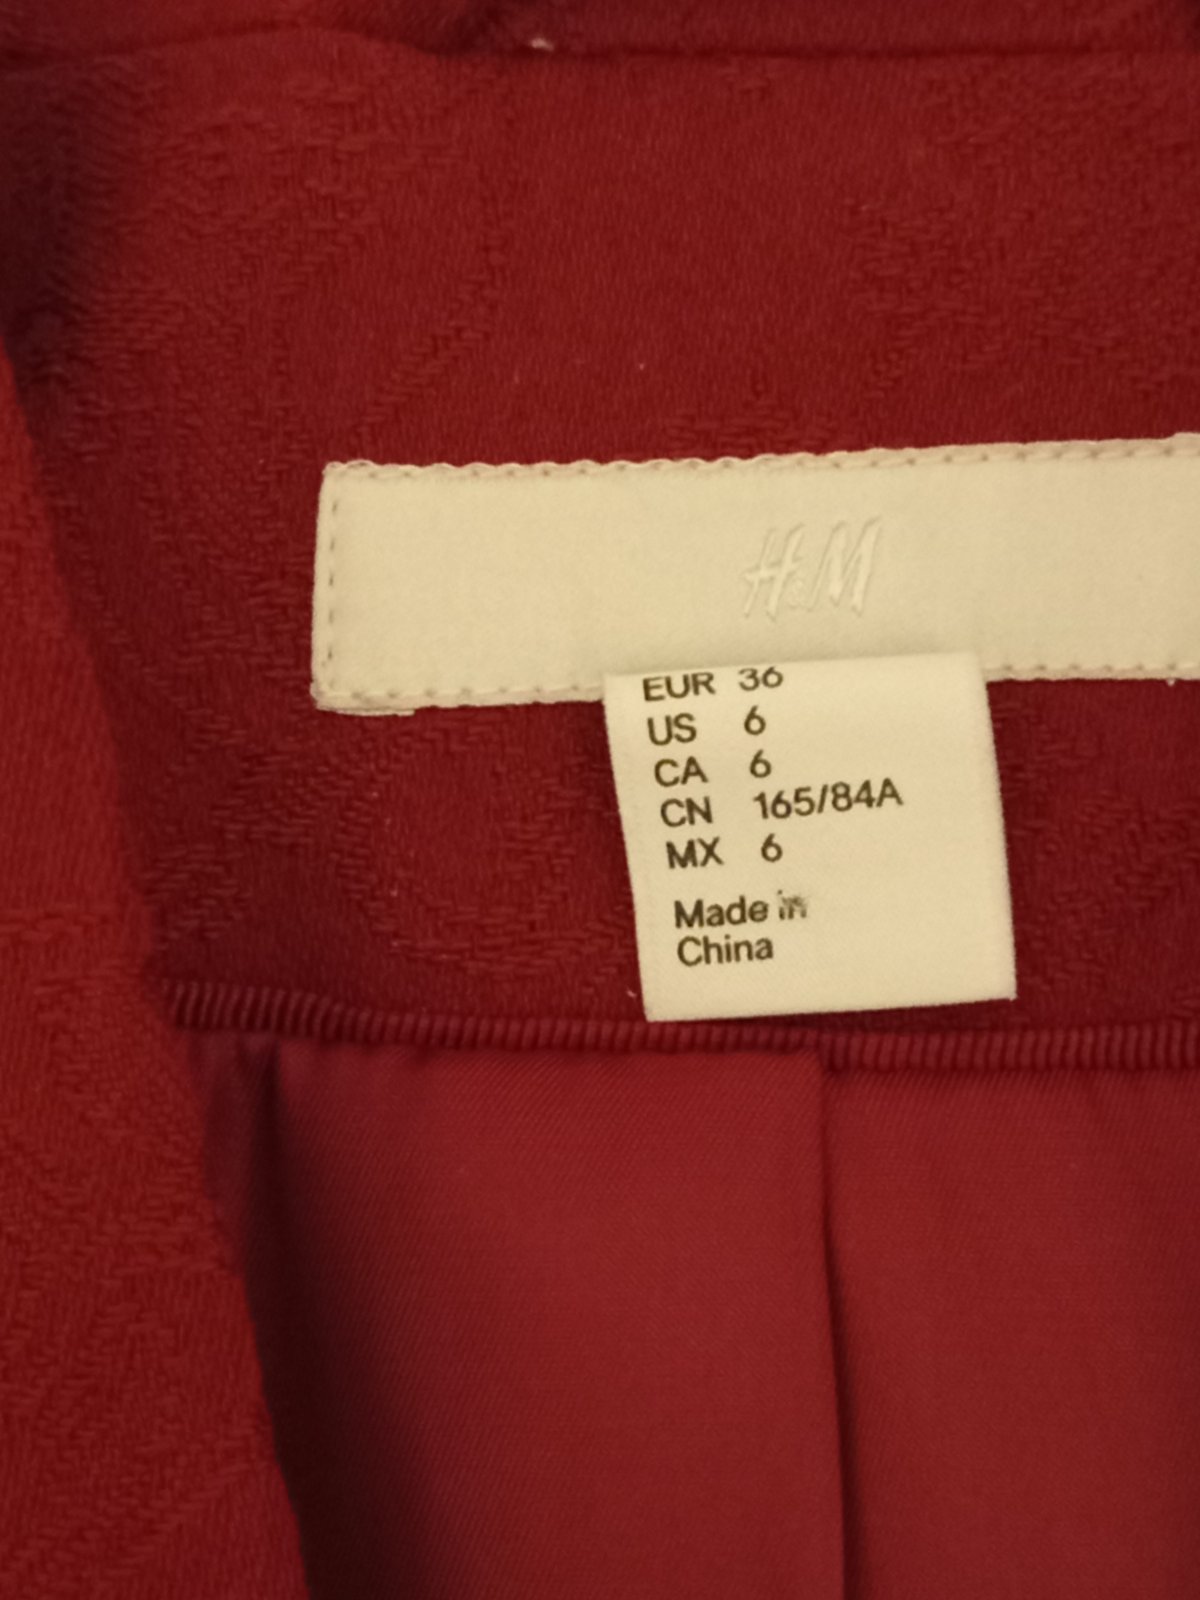 H&M
EUR 36
US 6
CA 6
CN 165/84A
MX 6
Made in
China